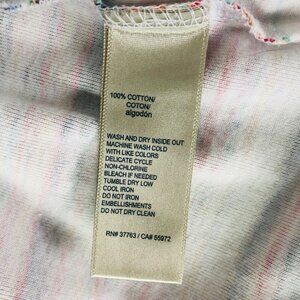 100% COTTON/
COTON/
algodón
WASH AND DRY INSIDE OUT
MACHINE WASH COLD
WITH LIKE COLORS
DELICATE CYCLE
NON-CHLORINE
BLEACH IF NEEDED
TUMBLE DRY LOW
COOL IRON
DO NOT IRON
EMBELLISHMENTS
DO NOT DRY CLEAN
RN# 37763 / CA# 55972